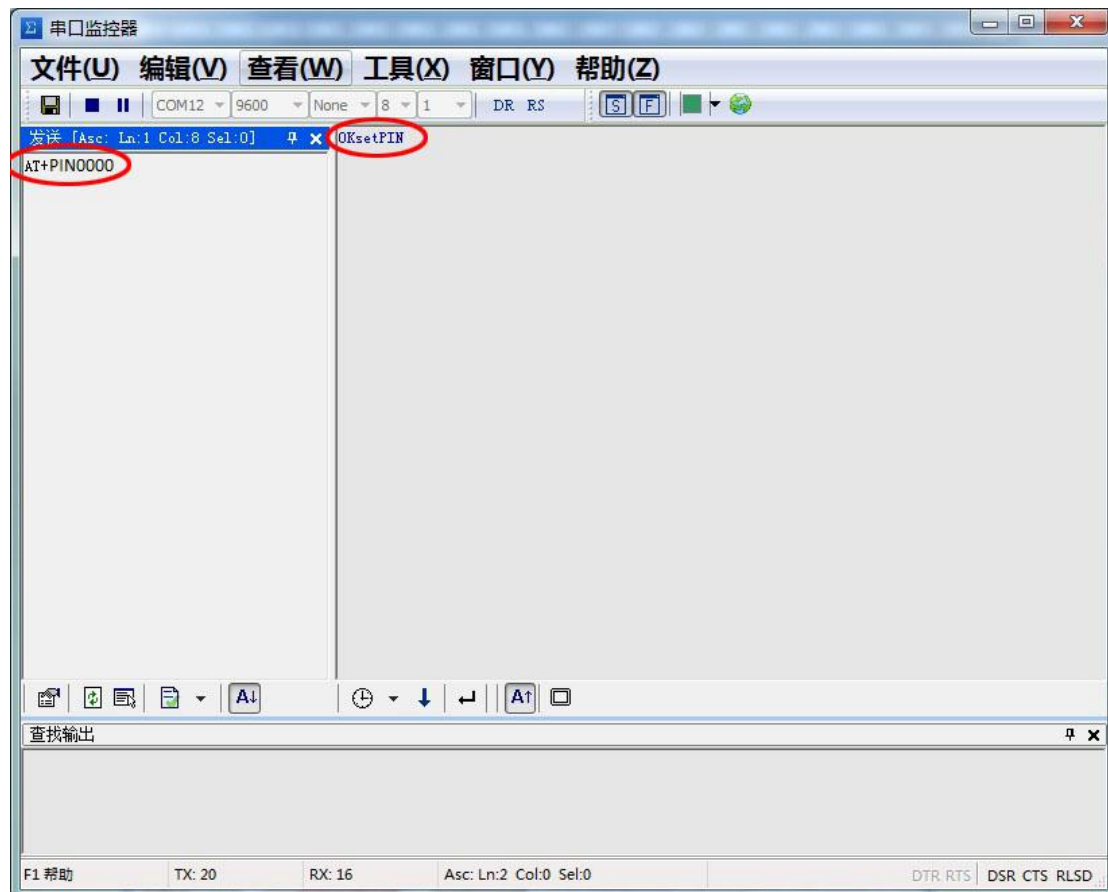 串口监控器
文件(U) 编辑(V) 查看(W) 工具(X) 窗口(Y) 帮助(Z)
COM12 9600 None 8 1 DR RS S F
发送 [Asc: Ln:1 Col:8 Sel:0]
OKsetPIN
AT+PIN0000
A A
查找输出
F1 帮助 TX: 20 RX: 16 Asc: Ln:2 Col:0 Sel:0 DTR RTS DSR CTS RLSD